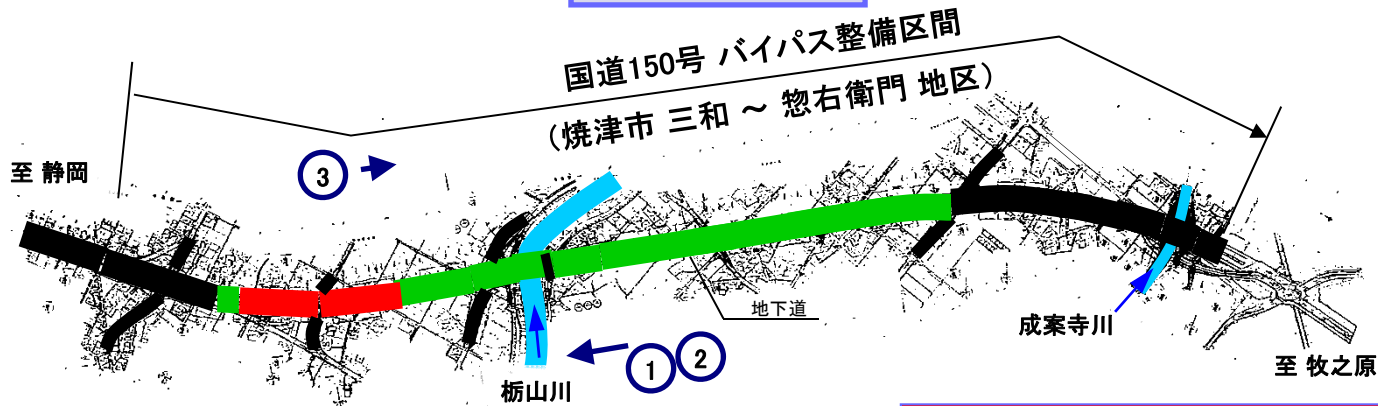 国道150号 バイパス整備区間
（焼津市 三和 ～ 惣右衛門 地区）
至 静岡
③
地下道
成案寺川
① ②
至 牧之原
栃山川